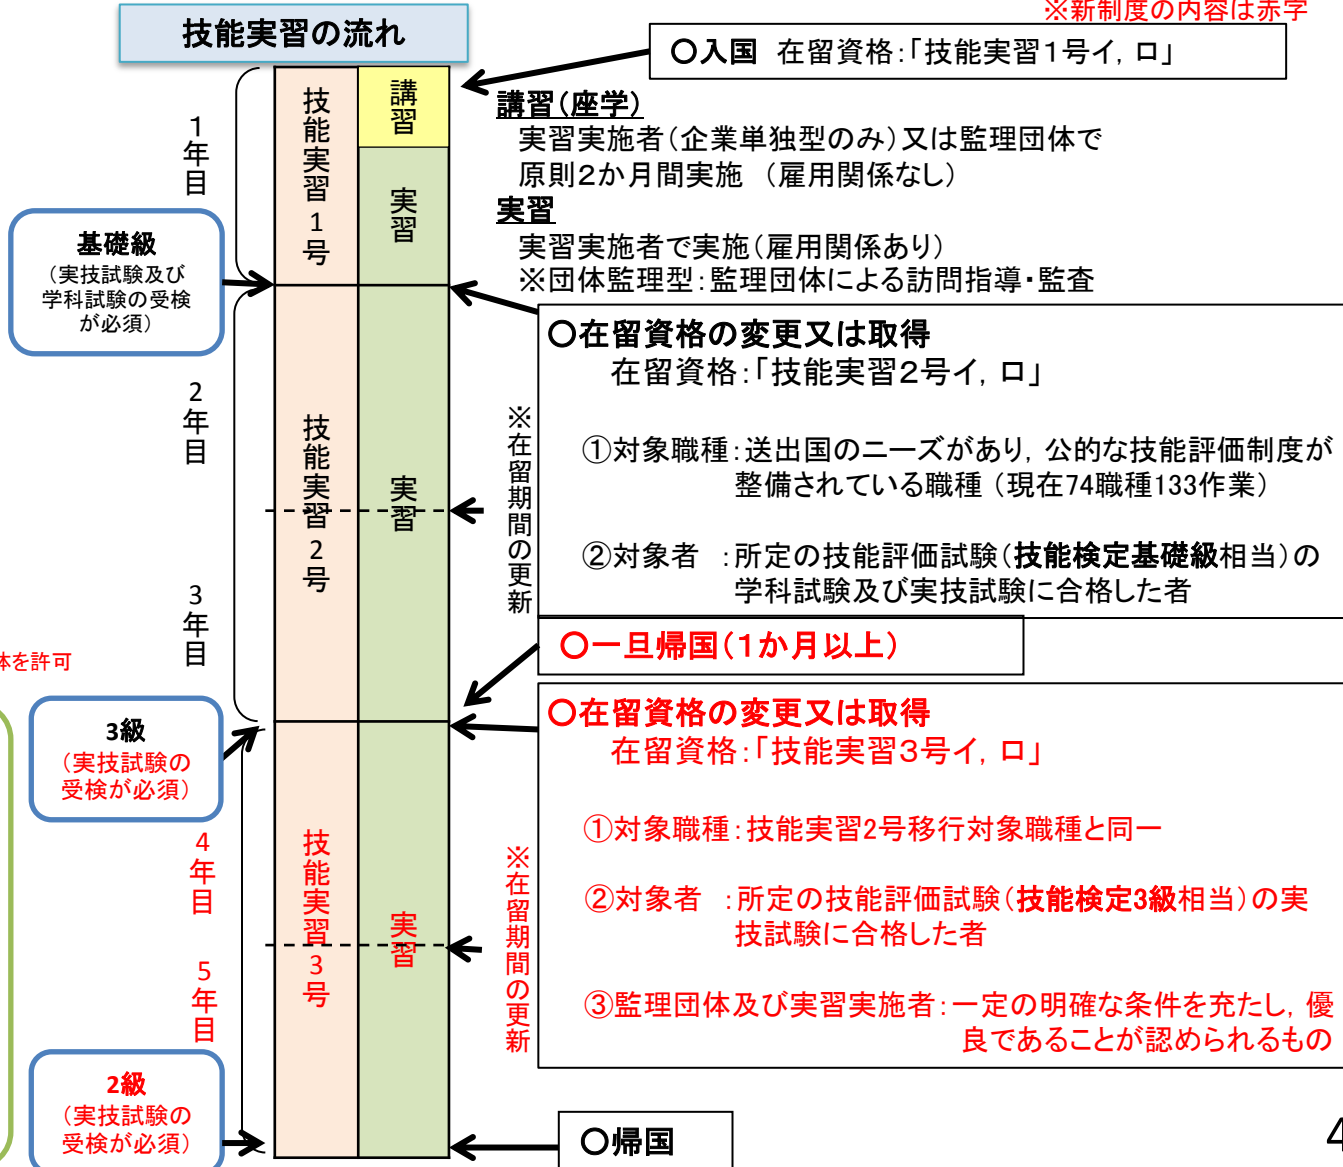 ※新制度の内容は赤字
技能実習の流れ
○入国 在留資格:「技能実習1号イ, ロ」
1年目
技能実習1号
講習
実習
講習(座学)
実習実施者(企業単独型のみ)又は監理団体で
原則2か月間実施 (雇用関係なし)
実習
実習実施者で実施(雇用関係あり)
※団体監理型:監理団体による訪問指導・監査
基礎級
(実技試験及び
学科試験の受検
が必須)
2年目
3年目
技能実習2号
実習
※在留期間の更新
○在留資格の変更又は取得
在留資格:「技能実習2号イ, ロ」
①対象職種:送出国のニーズがあり, 公的な技能評価制度が
整備されている職種 (現在74職種133作業)
②対象者 :所定の技能評価試験(技能検定基礎級相当)の
学科試験及び実技試験に合格した者
○一旦帰国(1か月以上)
体を許可
3級
(実技試験の
受検が必須)
4年目
5年目
技能実習3号
実習
※在留期間の更新
○在留資格の変更又は取得
在留資格:「技能実習3号イ, ロ」
①対象職種:技能実習2号移行対象職種と同一
②対象者 :所定の技能評価試験(技能検定3級相当)の実
技試験に合格した者
③監理団体及び実習実施者:一定の明確な条件を充たし, 優
良であることが認められるもの
2級
(実技試験の
受検が必須)
○帰国
4